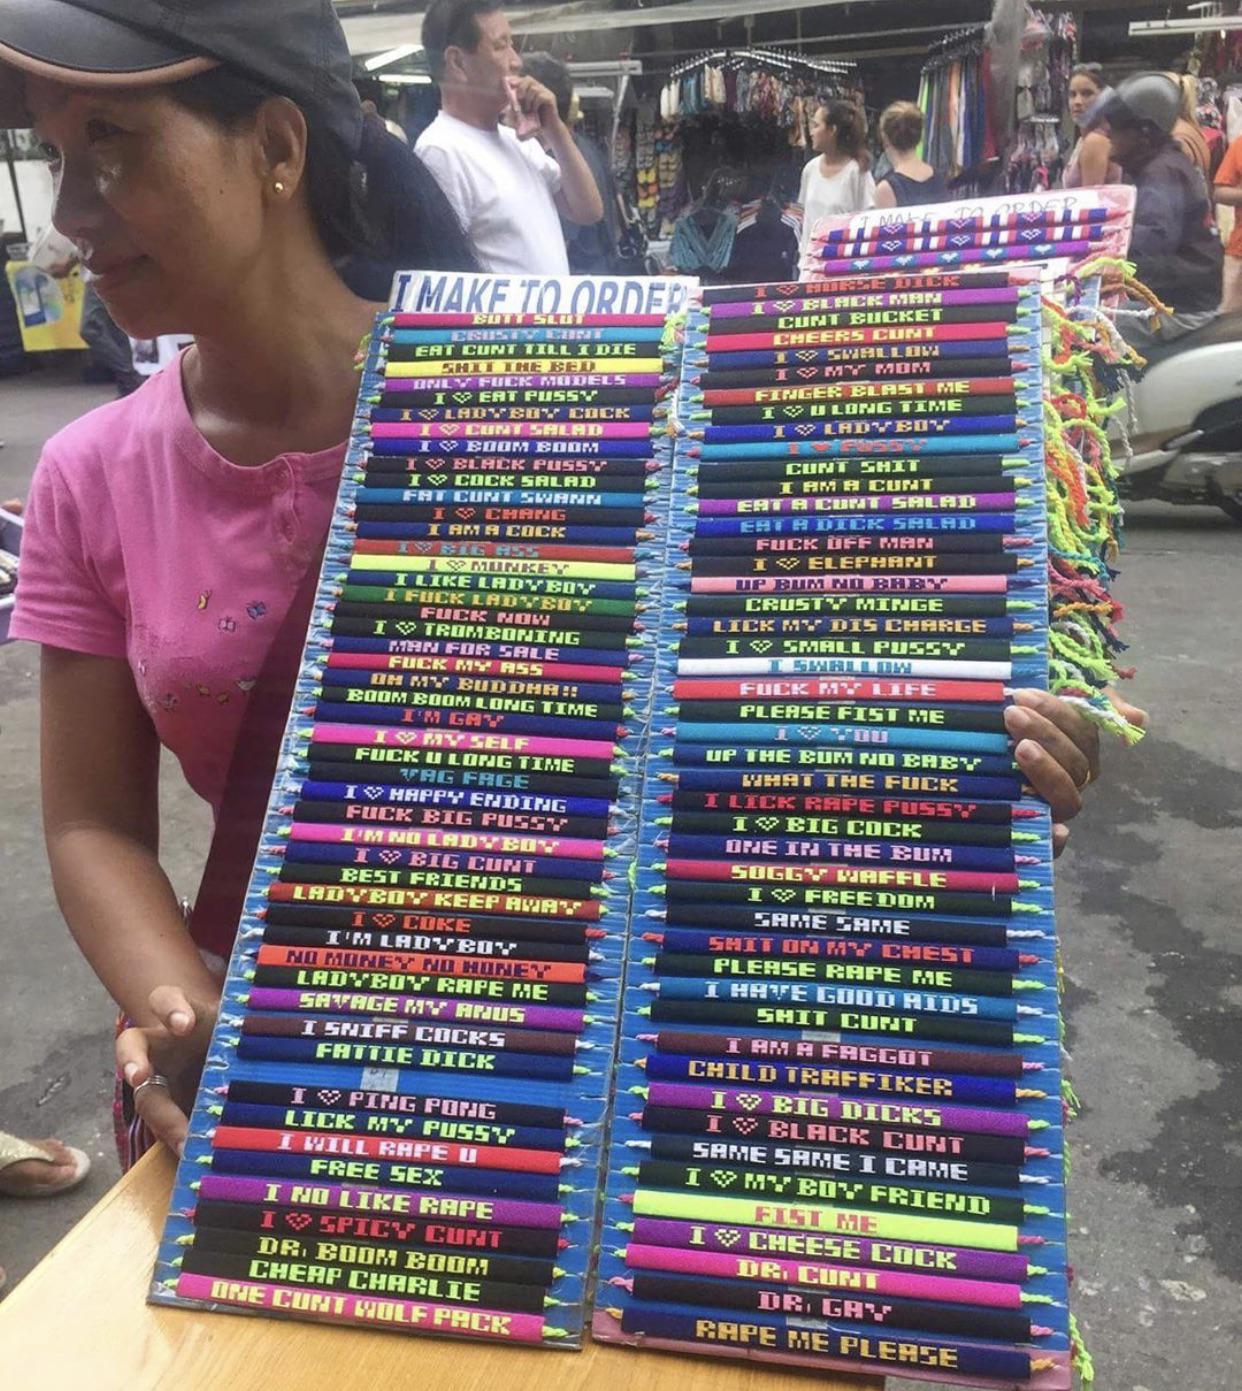 I MAKE TO ORDER
I MAKE TO ORDER
BUTT SLUT
CRUSTY CUNT
EAT CUNT TILL I DIE
SHIT THE BED
ONLY FUCK MODELS
I ♡ EAT PUSSY
I ♡ LADYBOY COCK
I ♡ CUNT SALAD
I ♡ BOOM BOOM
I ♡ BLACK PUSSY
I ♡ COCK SALAD
FAT CUNT SWANN
I ♡ CHANG
I AM A COCK
I ♡ BIG ASS
I ♡ MONKEY
I LIKE LADYBOY
I FUCK LADYBOY
FUCK NOW
I ♡ TROMBONING
MAN FOR SALE
FUCK MY ASS
OH MY BUDDHA!!
BOOM BOOM LONG TIME
I'M GAY
I ♡ MY SELF
FUCK U LONG TIME
VAG FACE
I ♡ HAPPY ENDING
FUCK BIG PUSSY
I'M NO LADYBOY
I ♡ BIG CUNT
BEST FRIENDS
LADYBOY KEEP AWAY
I ♡ COKE
I'M LADYBOY
NO MONEY NO HONEY
LADYBOY RAPE ME
SAVAGE MY ANUS
I SNIFF COCKS
FATTIE DICK
I ♡ PING PONG
LICK MY PUSSY
I WILL RAPE U
FREE SEX
I NO LIKE RAPE
I ♡ SPICY CUNT
DR. BOOM BOOM
CHEAP CHARLIE
ONE CUNT WOLF PACK
I ♡ HORSE DICK
I ♡ BLACK MAN
CUNT BUCKET
CHEERS CUNT
I ♡ SWALLOW
I ♡ MY MOM
FINGER BLAST ME
I ♡ U LONG TIME
I ♡ LADYBOY
I ♥ PUSSY
CUNT SHIT
I AM A CUNT
EAT A CUNT SALAD
EAT A DICK SALAD
FUCK OFF MAN
I ♡ ELEPHANT
UP BUM NO BABY
CRUSTY MINGE
LICK MY DIS CHARGE
I ♡ SMALL PUSSY
I SWALLOW
FUCK MY LIFE
PLEASE FIST ME
I ♡ YOU
UP THE BUM NO BABY
WHAT THE FUCK
I LICK RAPE PUSSY
I ♡ BIG COCK
ONE IN THE BUM
SOGGY WAFFLE
I ♡ FREEDOM
SAME SAME
SHIT ON MY CHEST
PLEASE RAPE ME
I HAVE GOOD AIDS
SHIT CUNT
I AM A FAGGOT
CHILD TRAFFIKER
I ♡ BIG DICKS
I ♡ BLACK CUNT
SAME SAME I CAME
I ♡ MY BOY FRIEND
FIST ME
I ♡ CHEESE COCK
DR. CUNT
DR. GAY
RAPE ME PLEASE